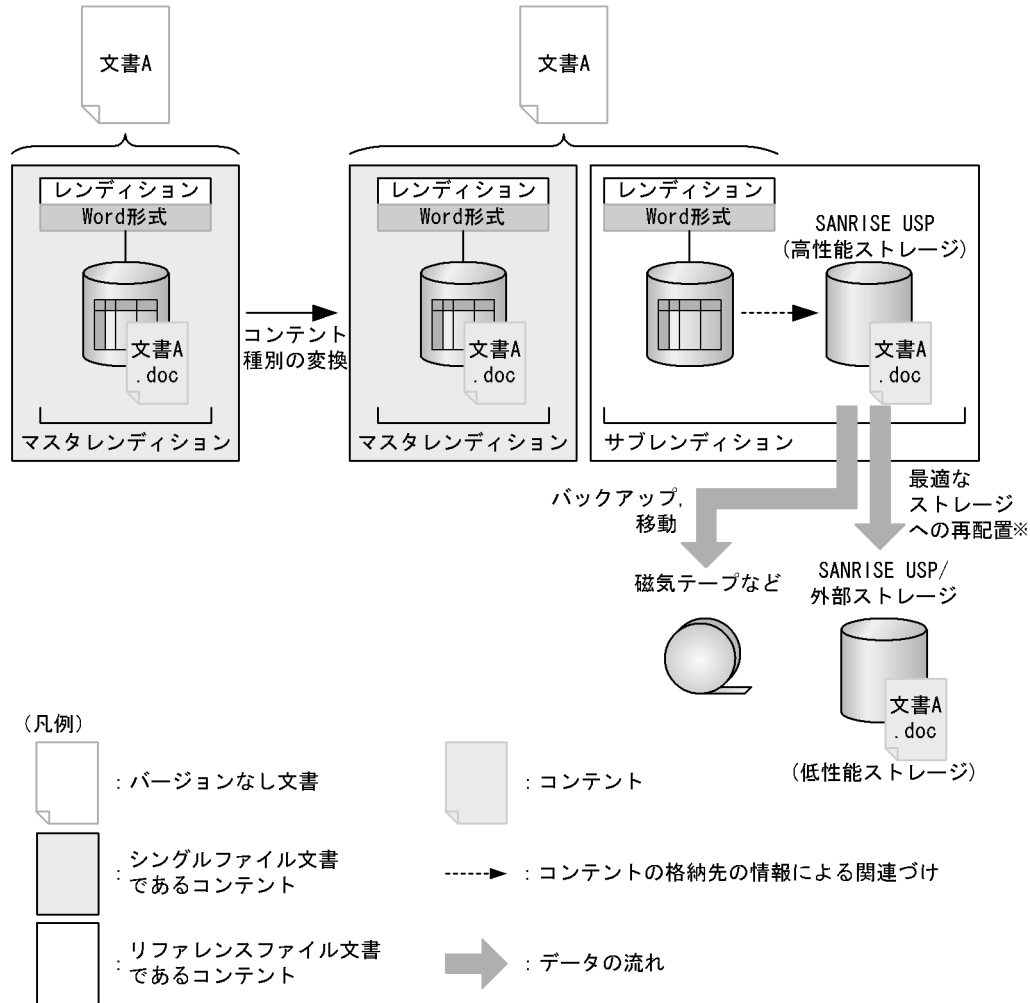 文書A
文書A
レンディション
Word形式
文書A
.doc
マスタレンディション
コンテント
種別の変換
レンディション
Word形式
文書A
.doc
マスタレンディション
レンディション
Word形式
SANRISE USP
(高性能ストレージ)
文書A
.doc
サブレンディション
バックアップ,
移動
最適な
ストレージ
への再配置※
磁気テープなど
SANRISE USP/
外部ストレージ
文書A
.doc
(低性能ストレージ)
(凡例)
:バージョンなし文書
:コンテント
:シングルファイル文書
であるコンテント
:コンテントの格納先の情報による関連づけ
:リファレンスファイル文書
であるコンテント
:データの流れ